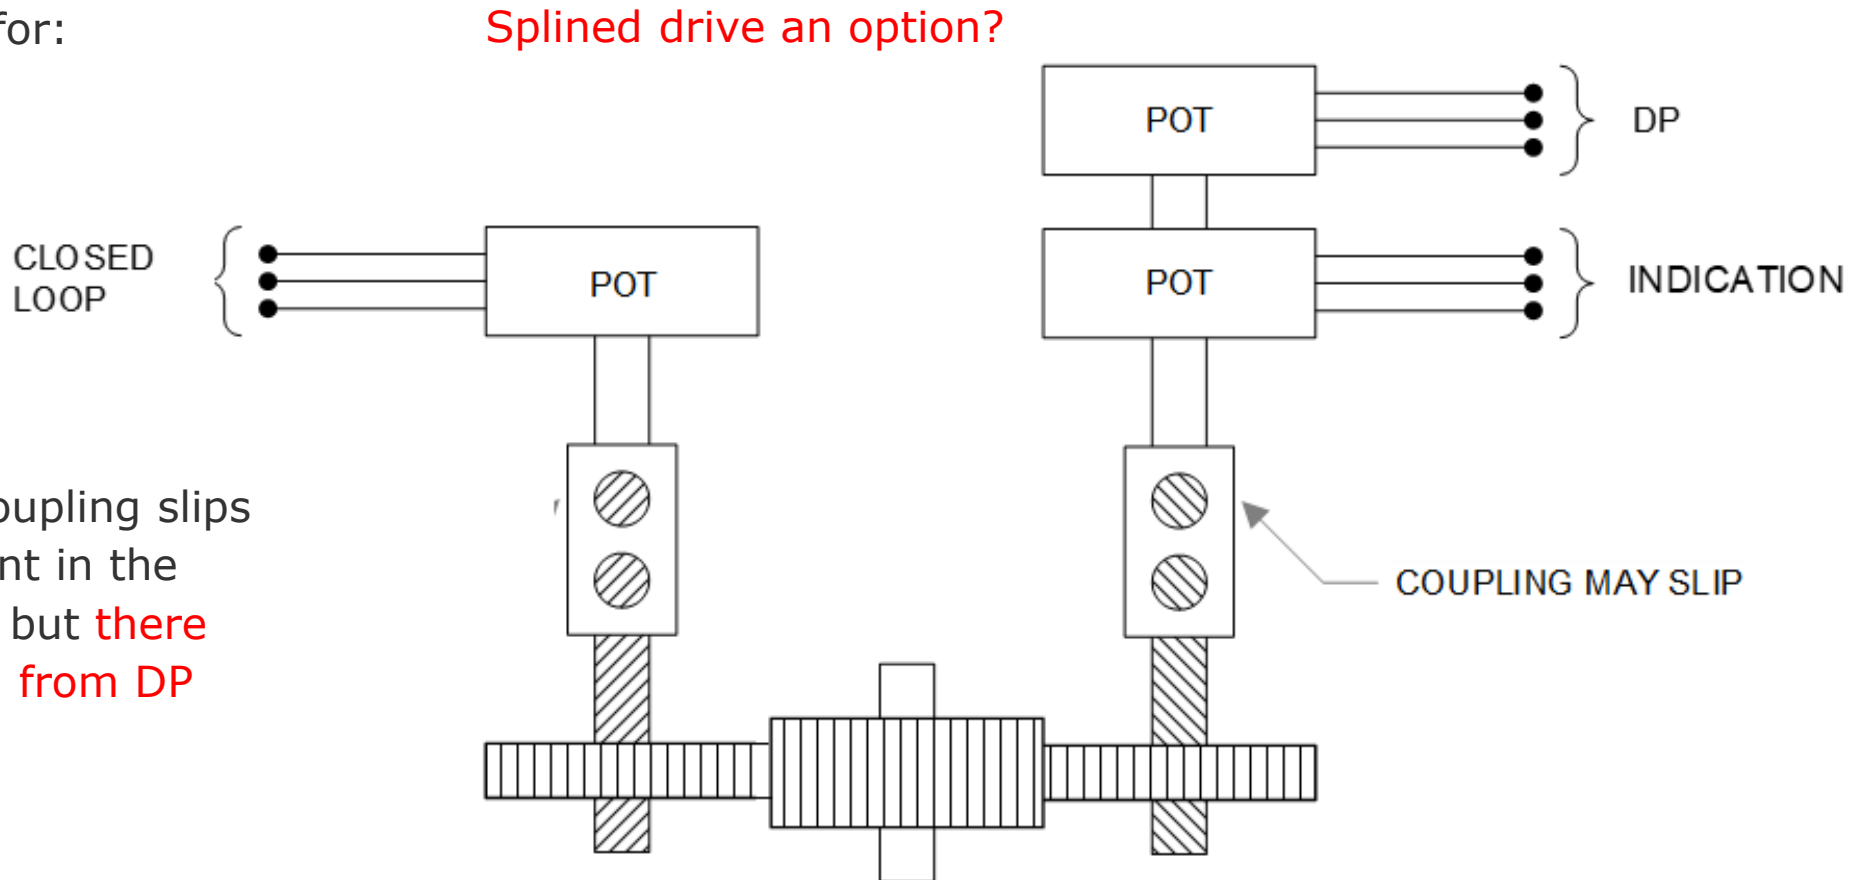 for:
Splined drive an option?
POT
DP
CLOSED
LOOP
POT
POT
INDICATION
oupling slips
nt in the
but there
from DP
COUPLING MAY SLIP